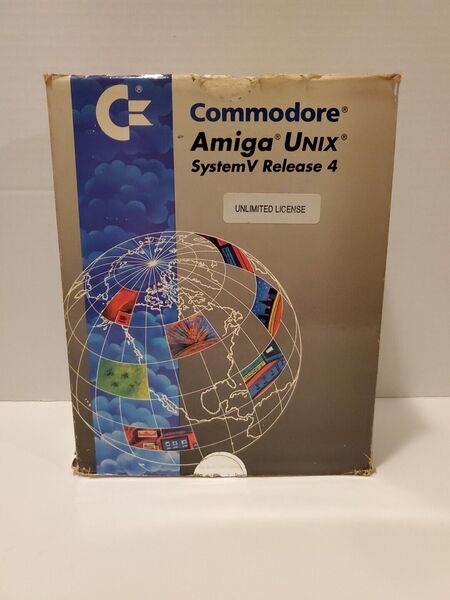 Commodore®
Amiga® UNIX®
SystemV Release 4
UNLIMITED LICENSE